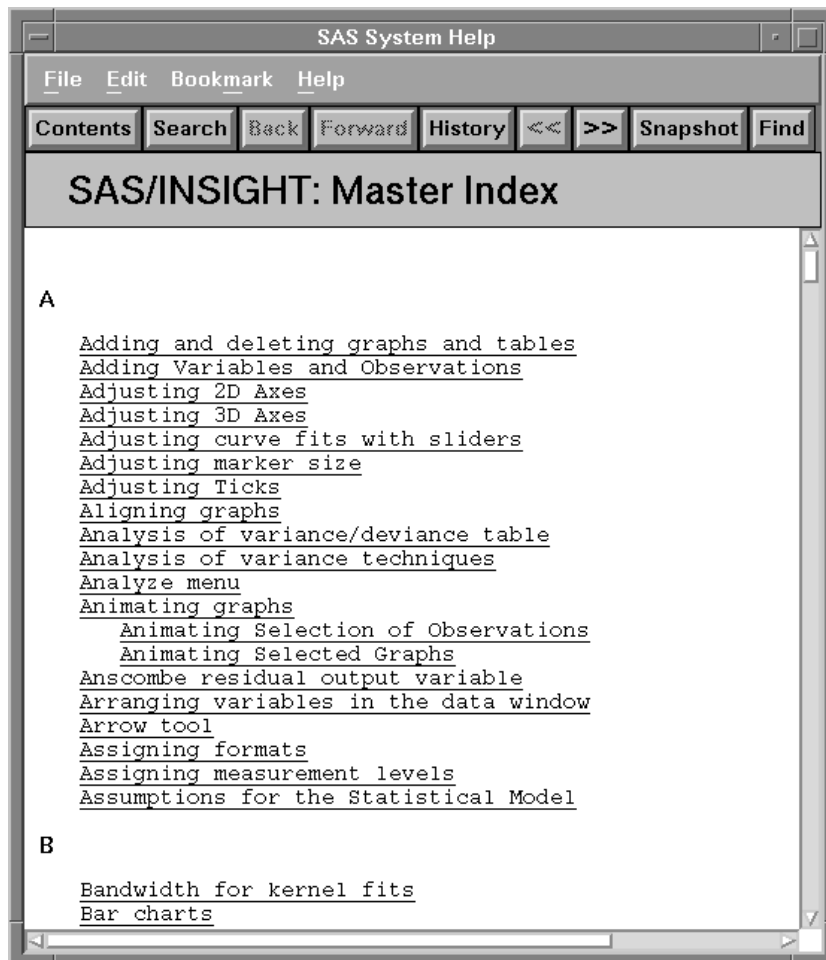 SAS System Help
File Edit Bookmark Help
Contents Search Back Forward History << >> Snapshot Find
SAS/INSIGHT: Master Index
A
Adding and deleting graphs and tables
Adding Variables and Observations
Adjusting 2D Axes
Adjusting 3D Axes
Adjusting curve fits with sliders
Adjusting marker size
Adjusting Ticks
Aligning graphs
Analysis of variance/deviance table
Analysis of variance techniques
Analyze menu
Animating graphs
Animating Selection of Observations
Animating Selected Graphs
Anscombe residual output variable
Arranging variables in the data window
Arrow tool
Assigning formats
Assigning measurement levels
Assumptions for the Statistical Model
B
Bandwidth for kernel fits
Bar charts